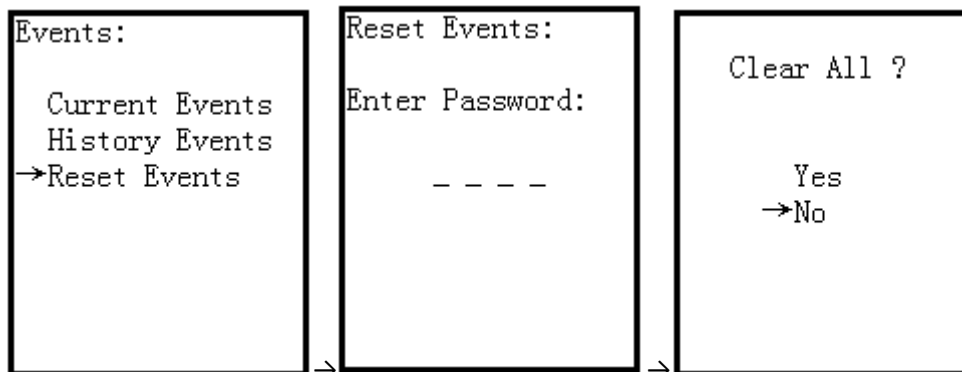 Events:
Current Events
History Events
→Reset Events
→
Reset Events:
Enter Password:
_ _ _ _
→
Clear All ?
Yes
→No